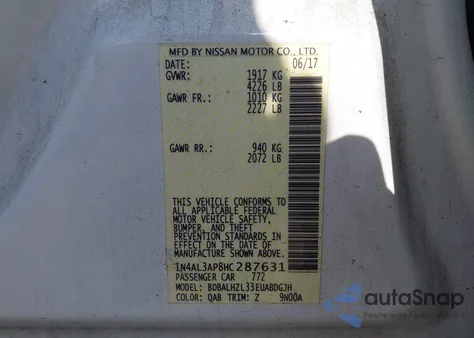 MFD BY NISSAN MOTOR CO., LTD.
DATE: 06/17
GVWR: 1917 KG
4226 LB
GAWR FR.: 1010 KG
2227 LB
GAWR RR.: 940 KG
2072 LB
THIS VEHICLE CONFORMS TO
ALL APPLICABLE FEDERAL
MOTOR VEHICLE SAFETY,
BUMPER, AND THEFT
PREVENTION STANDARDS IN
EFFECT ON THE DATE OF
MANUFACTURE SHOWN ABOVE.
1N4AL3AP8HC287631
PASSENGER CAR 772
MODEL: BDBALHZL33EUABDGJH
COLOR: QAB TRIM: Z 9N00A
autoSnap